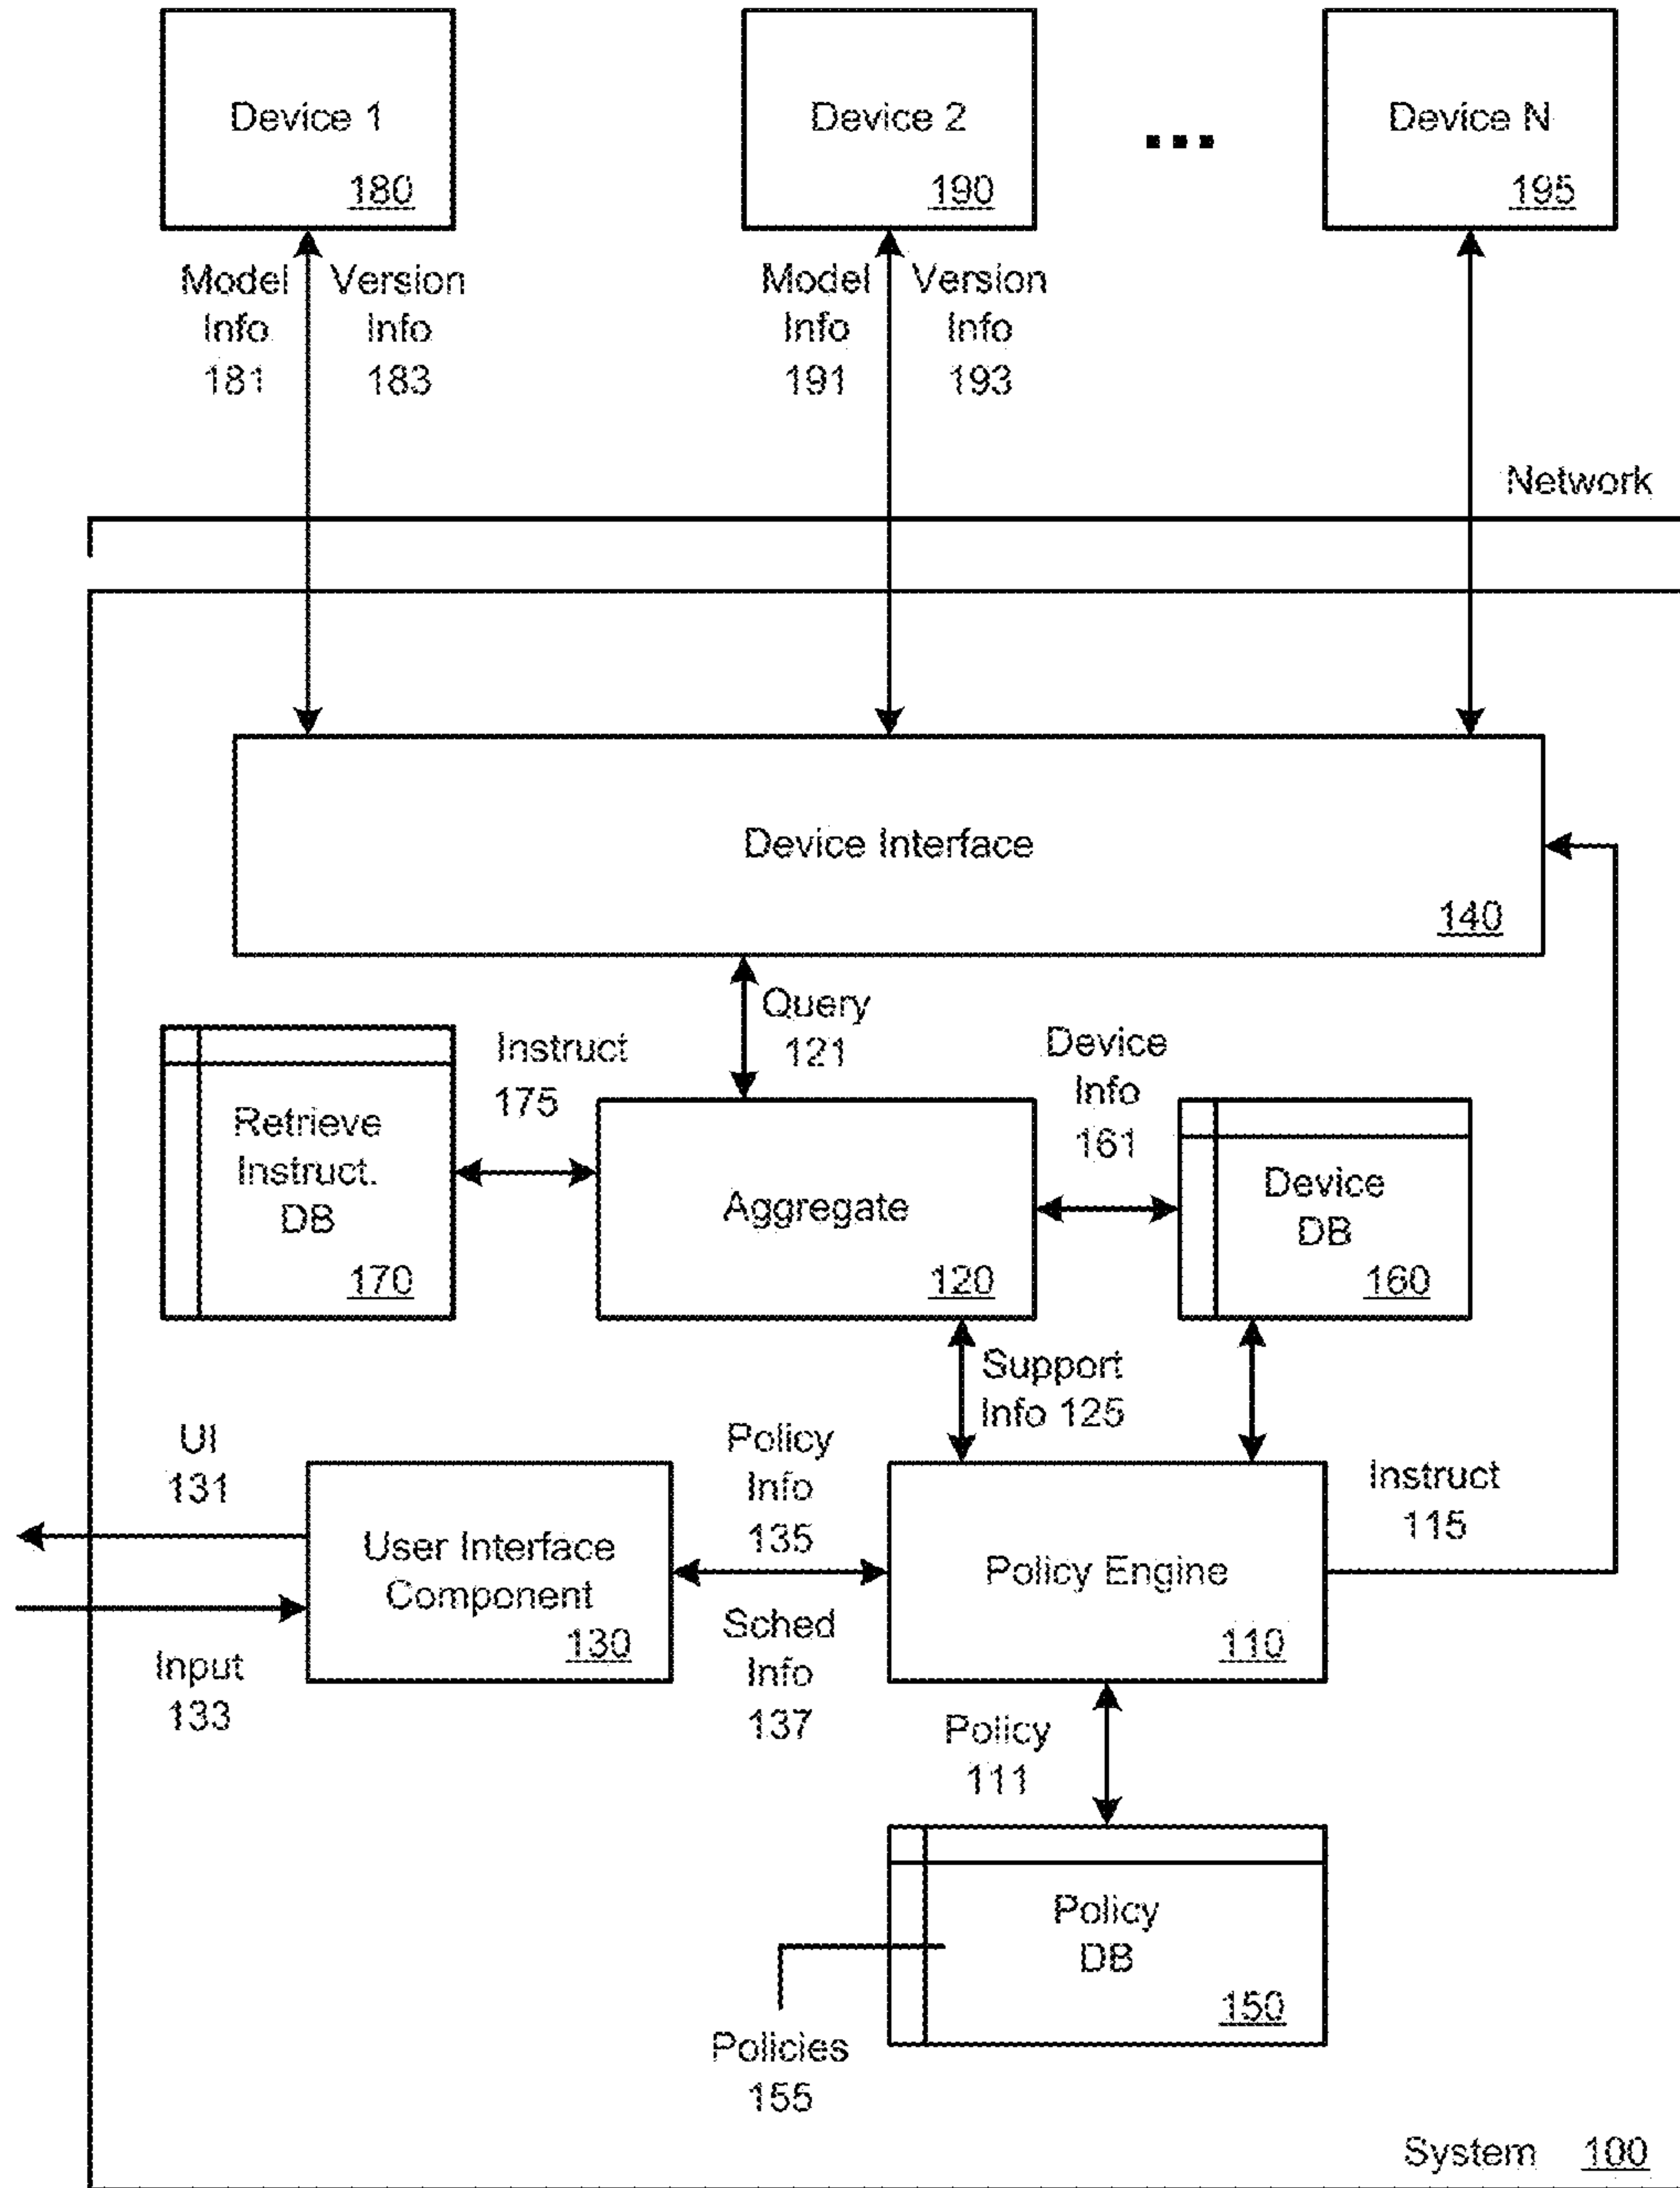 Device 1
180
Device 2
190
...
Device N
195
Model
Info
181
Version
Info
183
Model
Info
191
Version
Info
193
Network
Device Interface
140
Query
121
Instruct
175
Device
Info
161
Retrieve
Instruct.
DB
170
Aggregate
120
Device
DB
160
Support
Info 125
UI
131
Policy
Info
135
Instruct
115
User Interface
Component
130
Policy Engine
110
Input
133
Sched
Info
137
Policy
111
Policy
DB
150
Policies
155
System 100